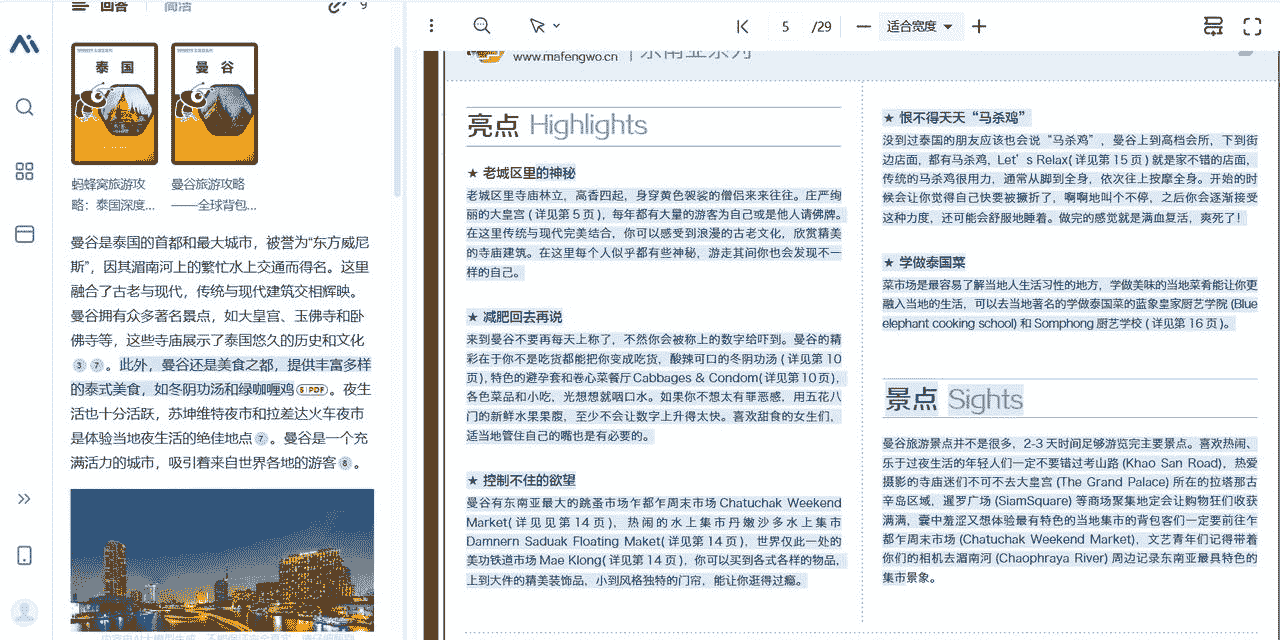 回答
简洁
9
泰 国
曼 谷
蚂蜂窝旅游攻
略：泰国深度...
曼谷旅游攻略
——全球背包...
曼谷是泰国的首都和最大城市，被誉为“东方威尼
斯”，因其湄南河上的繁忙水上交通而得名。这里
融合了古老与现代，传统与现代建筑交相辉映。
曼谷拥有众多著名景点，如大皇宫、玉佛寺和卧
佛寺等，这些寺庙展示了泰国悠久的历史和文化
③ ⑦。此外，曼谷还是美食之都，提供丰富多样
的泰式美食，如冬阴功汤和绿咖喱鸡 6 PDF。夜生
活也十分活跃，苏坤维特夜市和拉差达火车夜市
是体验当地夜生活的绝佳地点⑦。曼谷是一个充
满活力的城市，吸引着来自世界各地的游客⑧。
5 /29 适合宽度
www.mafengwo.cn | 东南亚系列
亮点 Highlights
★ 老城区里的神秘
老城区里寺庙林立，高香四起，身穿黄色袈裟的僧侣来来往往。庄严绚
丽的大皇宫 ( 详见第 5 页 )，每年都有大量的游客为自己或是他人请佛牌。
在这里传统与现代完美结合，你可以感受到浪漫的古老文化，欣赏精美
的寺庙建筑。在这里每个人似乎都有些神秘，游走其间你也会发现不一
样的自己。
★ 减肥回去再说
来到曼谷不要再每天上称了，不然你会被称上的数字给吓到。曼谷的精
彩在于你不是吃货都能把你变成吃货，酸辣可口的冬阴功汤 ( 详见第 10
页), 特色的避孕套和卷心菜餐厅 Cabbages & Condom( 详见第 10 页)，
各色菜品和小吃，光想想就咽口水。如果你不想太有罪恶感，用五花八
门的新鲜水果果腹，至少不会让数字上升得太快。喜欢甜食的女生们，
适当地管住自己的嘴也是有必要的。
★ 控制不住的欲望
曼谷有东南亚最大的跳蚤市场乍都乍周末市场 Chatuchak Weekend
Market( 详见见第 14 页 )，热闹的水上集市丹嫩沙多水上集市
Damnern Saduak Floating Maket( 详见第 14 页 )，世界仅此一处的
美功铁道市场 Mae Klong( 详见第 14 页 )，你可以买到各式各样的物品，
上到大件的精美装饰品，小到风格独特的门帘，能让你逛得过瘾。
★ 恨不得天天“马杀鸡”
没到过泰国的朋友应该也会说“马杀鸡”，曼谷上到高档会所，下到街
边店面，都有马杀鸡，Let’s Relax( 详见第 15 页 ) 就是家不错的店面，
传统的马杀鸡很用力，通常从脚到全身，依次往上按摩全身。开始的时
候会让你觉得自己快要被撅折了，啊啊地叫个不停，之后你会逐渐接受
这种力度，还可能会舒服地睡着。做完的感觉就是满血复活，爽死了！
★ 学做泰国菜
菜市场是最容易了解当地人生活习性的地方，学做美味的当地菜肴能让你更
融入当地的生活，可以去当地著名的学做泰国菜的蓝象皇家厨艺学院 (Blue
elephant cooking school) 和 Somphong 厨艺学校 ( 详见第 16 页 )。
景点 Sights
曼谷旅游景点并不是很多，2-3 天时间足够游览完主要景点。喜欢热闹、
乐于过夜生活的年轻人们一定不要错过考山路 (Khao San Road)，热爱
摄影的寺庙迷们不可不去大皇宫 (The Grand Palace) 所在的拉塔那古
辛岛区域，暹罗广场 (SiamSquare) 等商场聚集地定会让购物狂们收获
满满，囊中羞涩又想体验最有特色的当地集市的背包客们一定要前往乍
都乍周末市场 (Chatuchak Weekend Market)，文艺青年们记得带着
你们的相机去湄南河 (Chaophraya River) 周边记录东南亚最具特色的
集市景象。